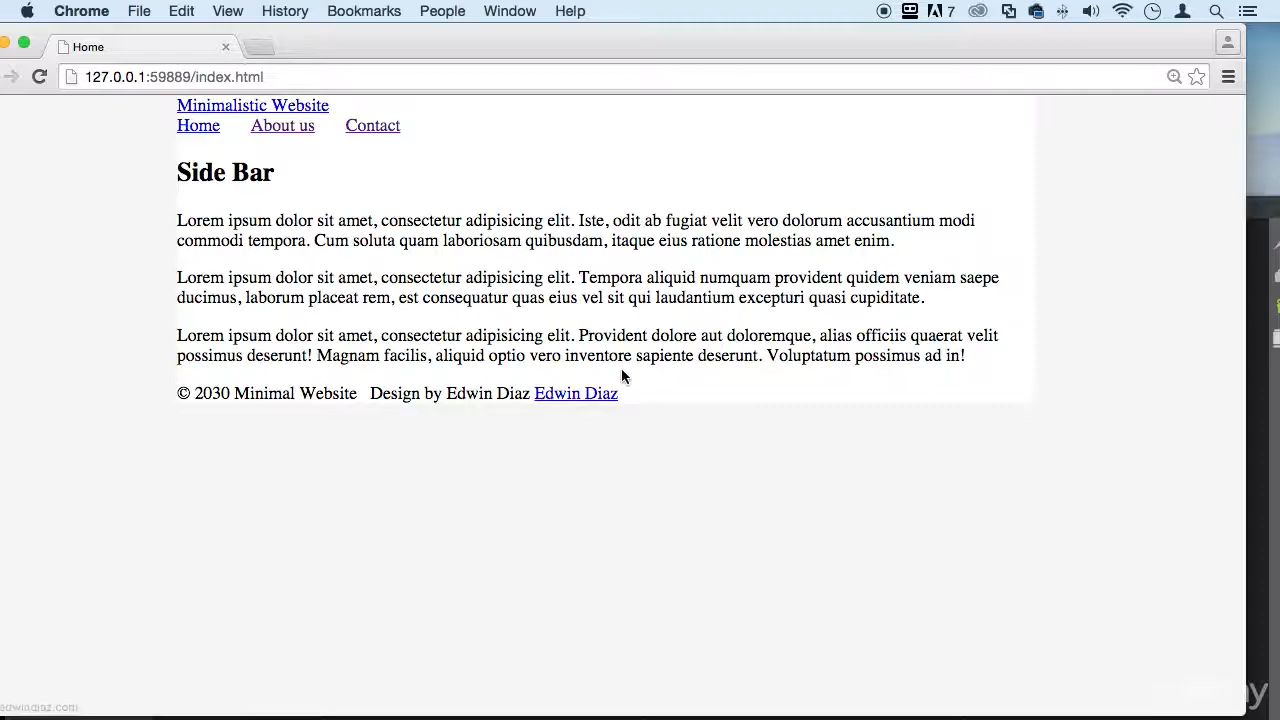 Chrome File Edit View History Bookmarks People Window Help 7
Home
127.0.0.1:59889/index.html
Minimalistic Website
Home About us Contact
Side Bar
Lorem ipsum dolor sit amet, consectetur adipisicing elit. Iste, odit ab fugiat velit vero dolorum accusantium modi
commodi tempora. Cum soluta quam laboriosam quibusdam, itaque eius ratione molestias amet enim.
Lorem ipsum dolor sit amet, consectetur adipisicing elit. Tempora aliquid numquam provident quidem veniam saepe
ducimus, laborum placeat rem, est consequatur quas eius vel sit qui laudantium excepturi quasi cupiditate.
Lorem ipsum dolor sit amet, consectetur adipisicing elit. Provident dolore aut doloremque, alias officiis quaerat velit
possimus deserunt! Magnam facilis, aliquid optio vero inventore sapiente deserunt. Voluptatum possimus ad in!
© 2030 Minimal Website Design by Edwin Diaz Edwin Diaz
edwindiaz.com